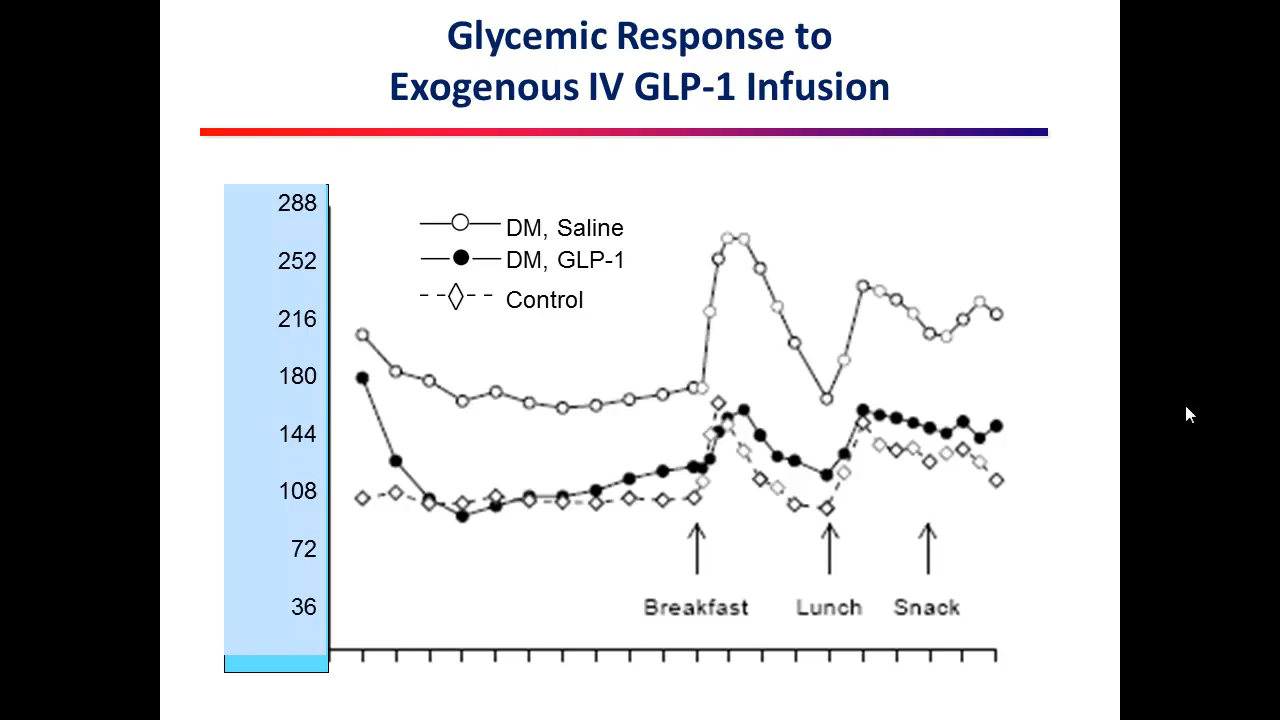 Glycemic Response to
Exogenous IV GLP-1 Infusion
288
252
216
180
144
108
72
36
DM, Saline
DM, GLP-1
Control
Breakfast
Lunch
Snack